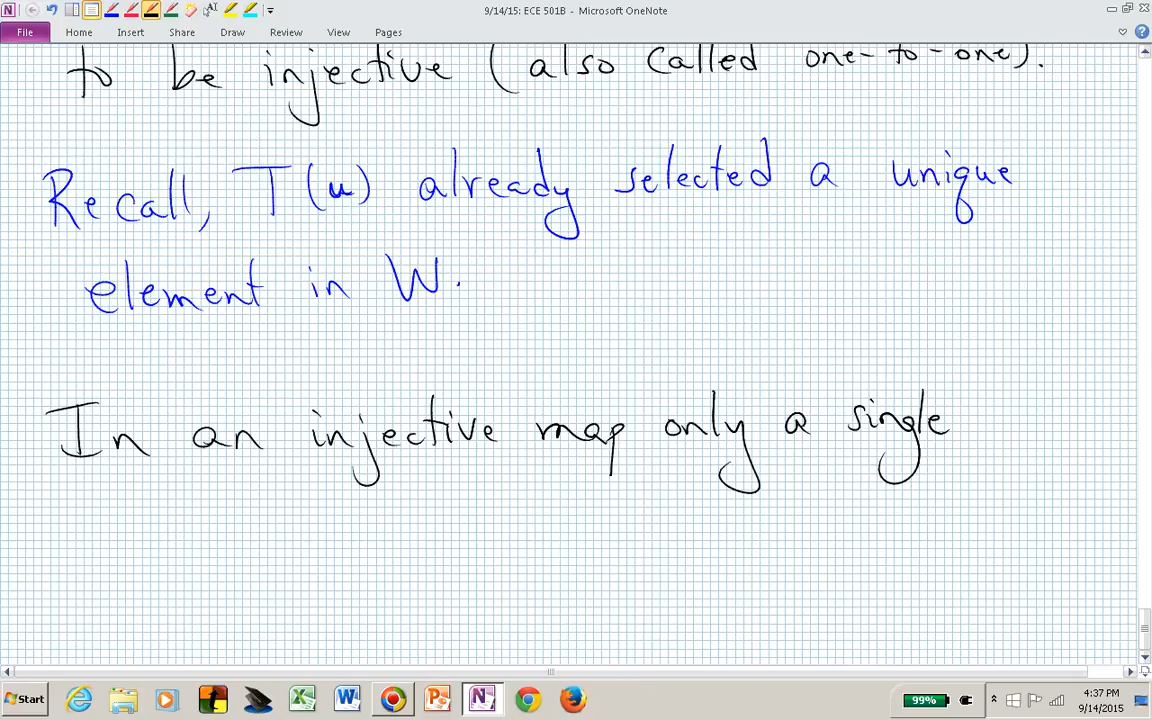 9/14/15: ECE 501B - Microsoft OneNote
File Home Insert Share Draw Review View Pages
to be injective (also called one-to-one).
Recall, T(u) already selected a unique
element in W.
In an injective map only a single
Start
99%
4:37 PM
9/14/2015